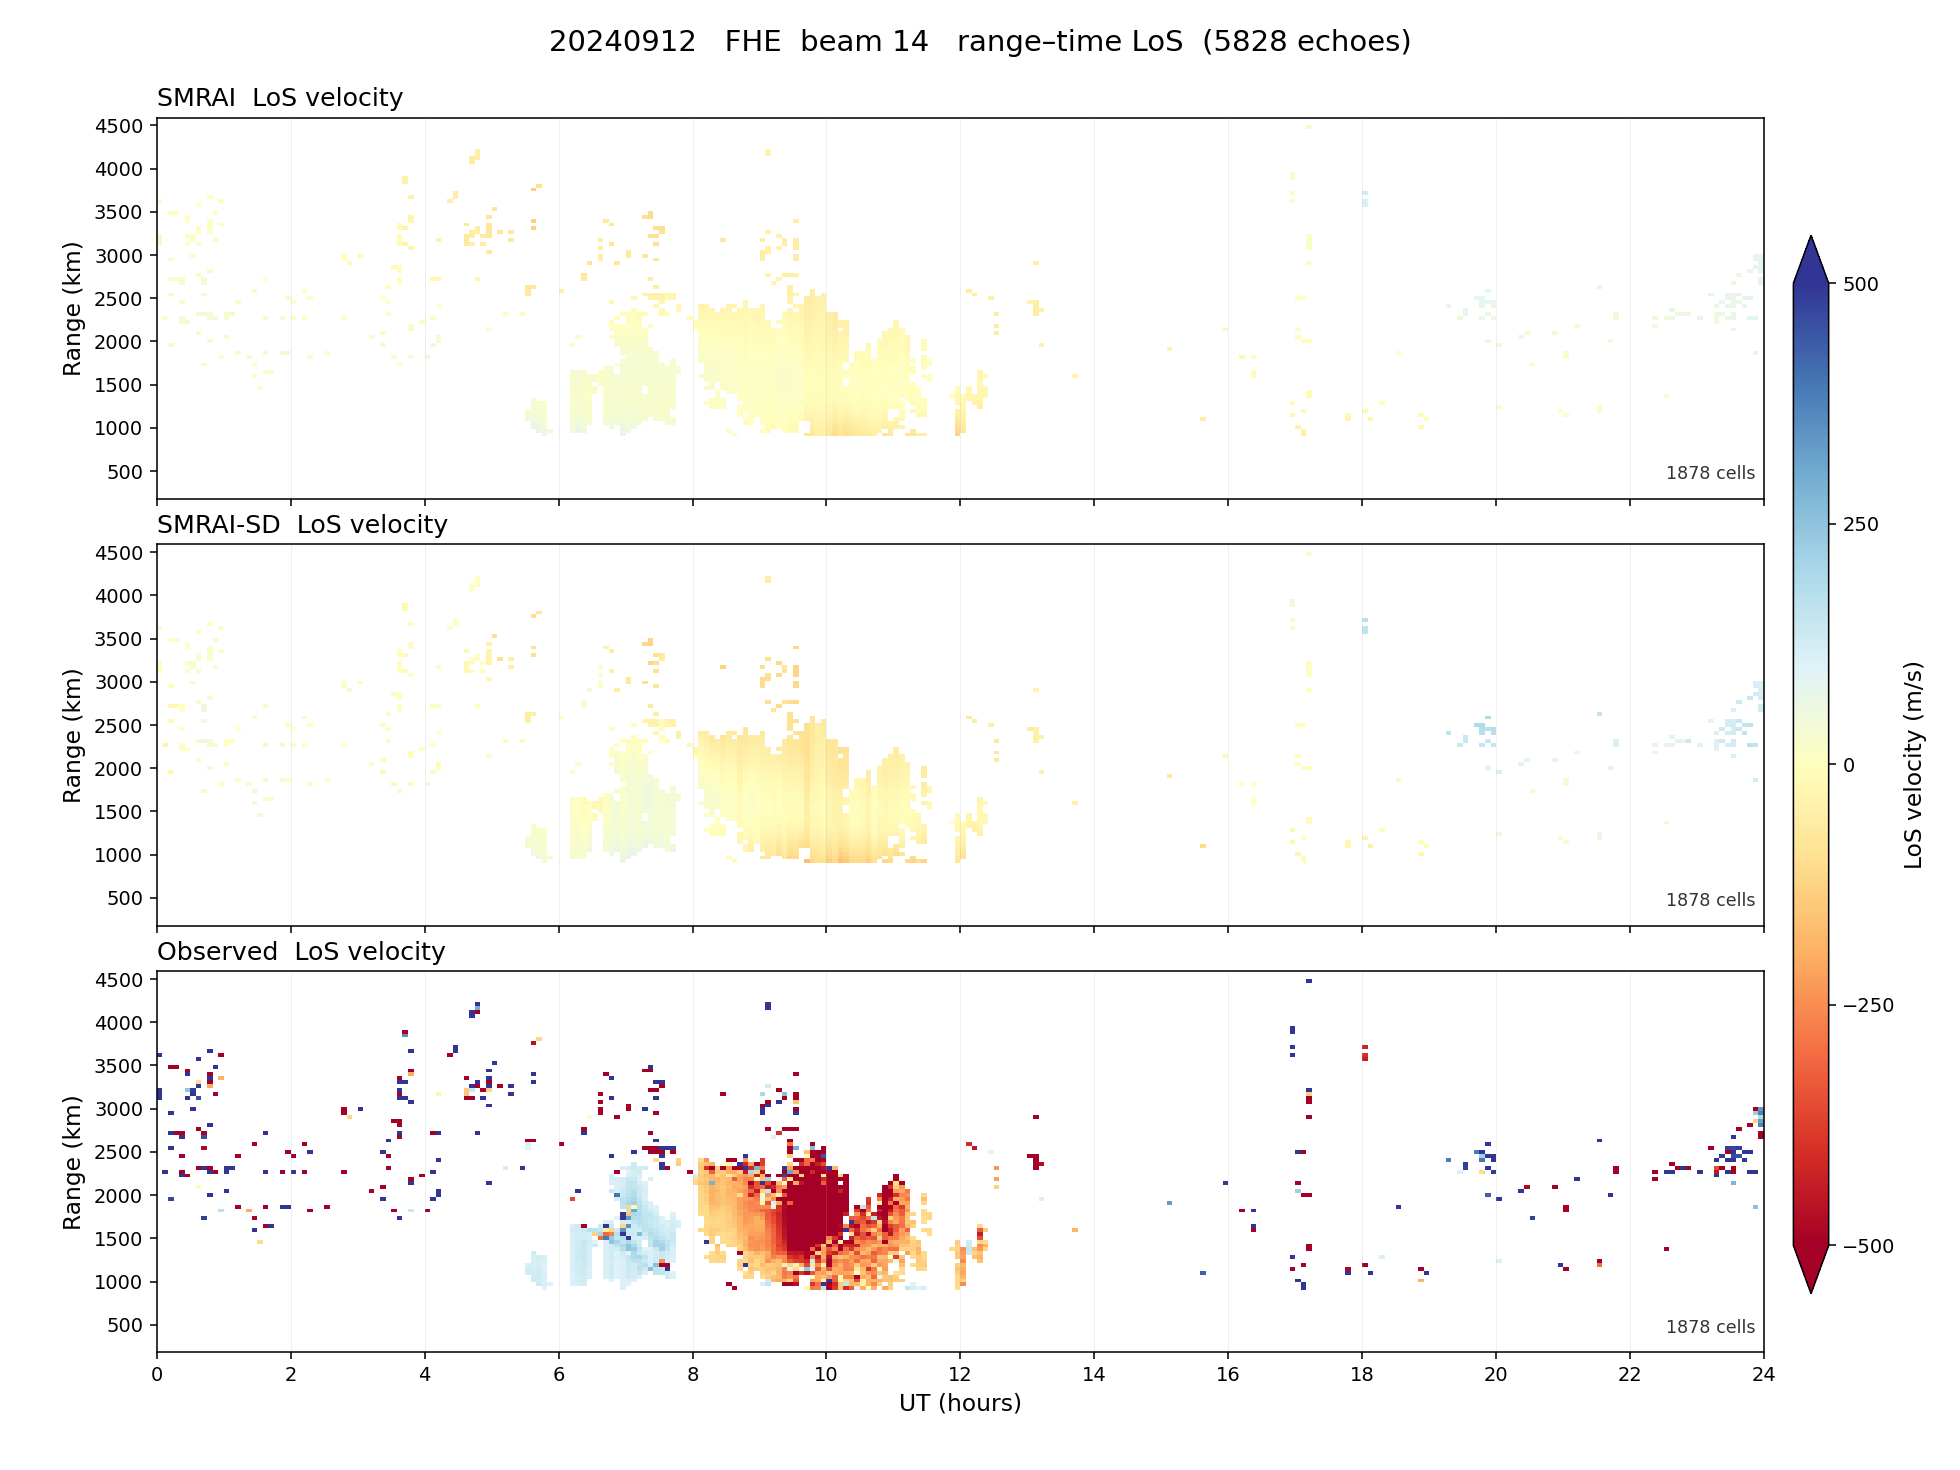 20240912   FHE  beam 14   range–time LoS  (5828 echoes)
SMRAI  LoS velocity
4500
4000
3500
3000
2500
2000
1500
1000
500
Range (km)
1878 cells
SMRAI-SD  LoS velocity
4500
4000
3500
3000
2500
2000
1500
1000
500
Range (km)
1878 cells
Observed  LoS velocity
4500
4000
3500
3000
2500
2000
1500
1000
500
Range (km)
1878 cells
0 2 4 6 8 10 12 14 16 18 20 22 24
UT (hours)
500
250
0
−250
−500
LoS velocity (m/s)